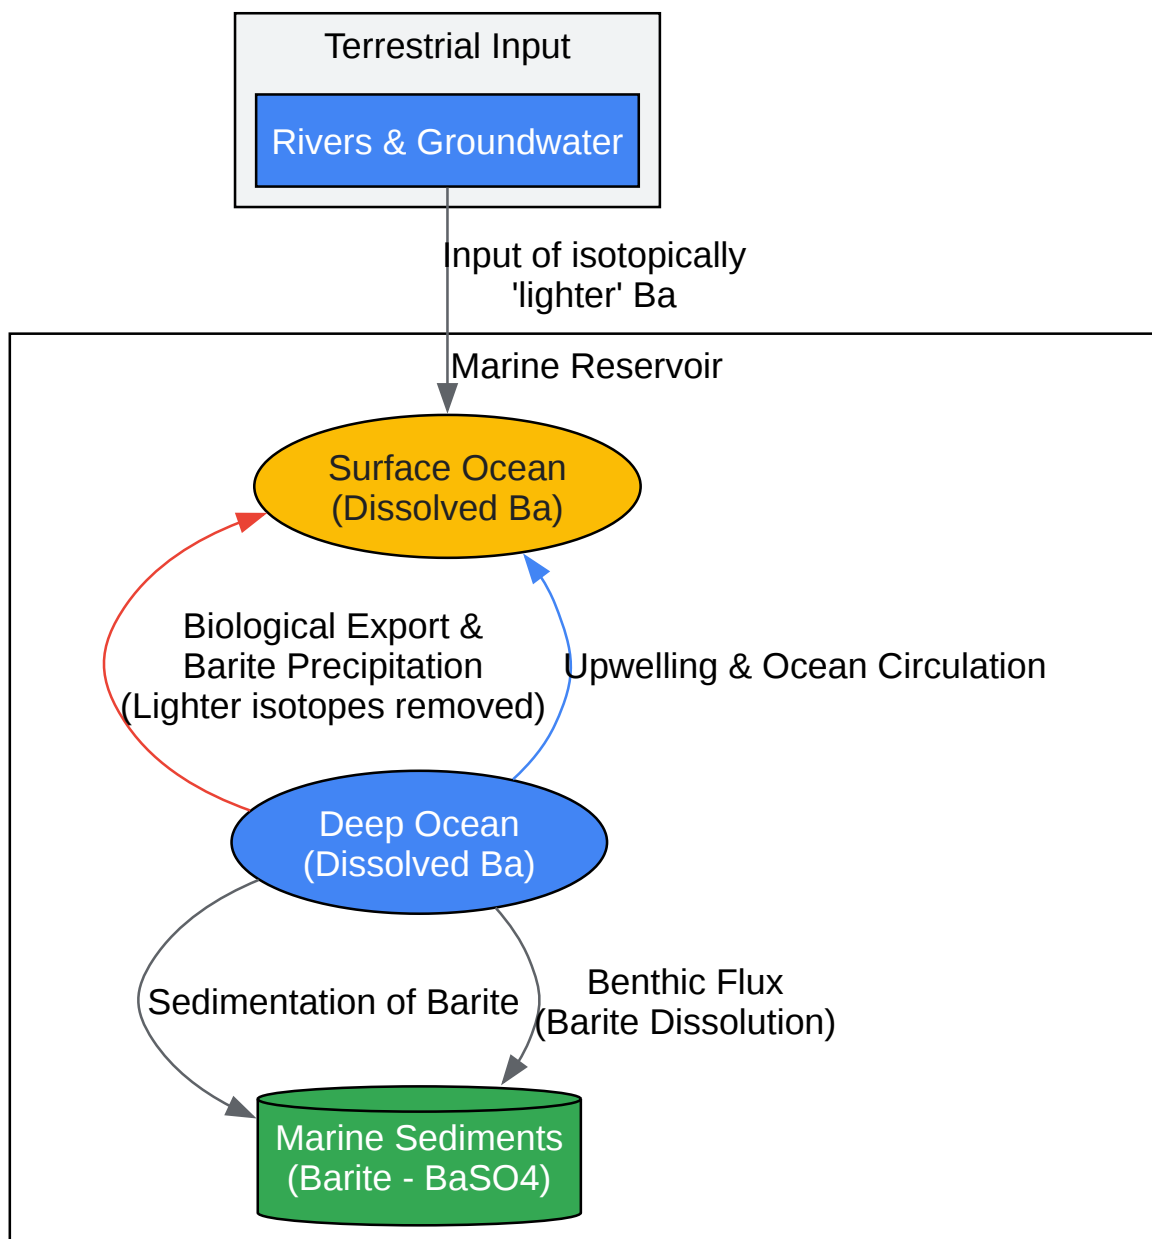 Terrestrial Input
Rivers & Groundwater
Input of isotopically
'lighter' Ba
Marine Reservoir
Surface Ocean
(Dissolved Ba)
Biological Export &
Barite Precipitation
(Lighter isotopes removed)
Upwelling & Ocean Circulation
Deep Ocean
(Dissolved Ba)
Sedimentation of Barite
Benthic Flux
(Barite Dissolution)
Marine Sediments
(Barite - BaSO4)